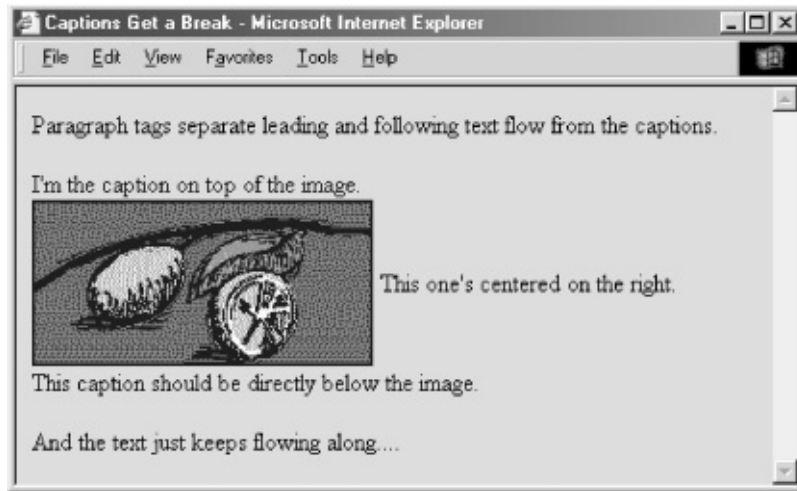 Captions Get a Break - Microsoft Internet Explorer
File Edit View Favorites Tools Help
Paragraph tags separate leading and following text flow from the captions.
I'm the caption on top of the image.
This one's centered on the right.
This caption should be directly below the image.
And the text just keeps flowing along....